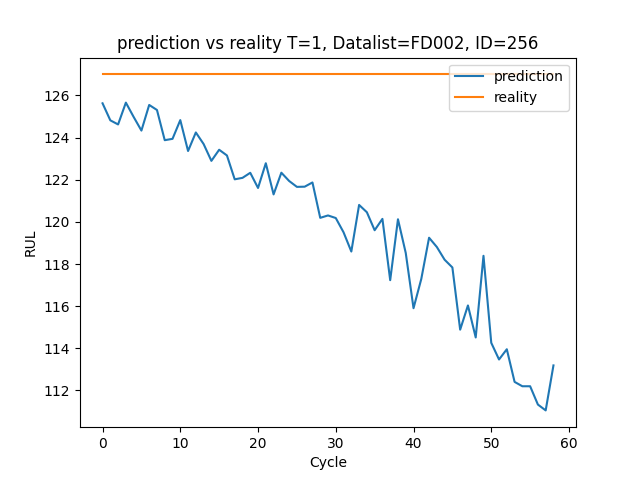 prediction vs reality T=1, Datalist=FD002, ID=256
prediction
reality
RUL
126
124
122
120
118
116
114
112
0 10 20 30 40 50 60
Cycle